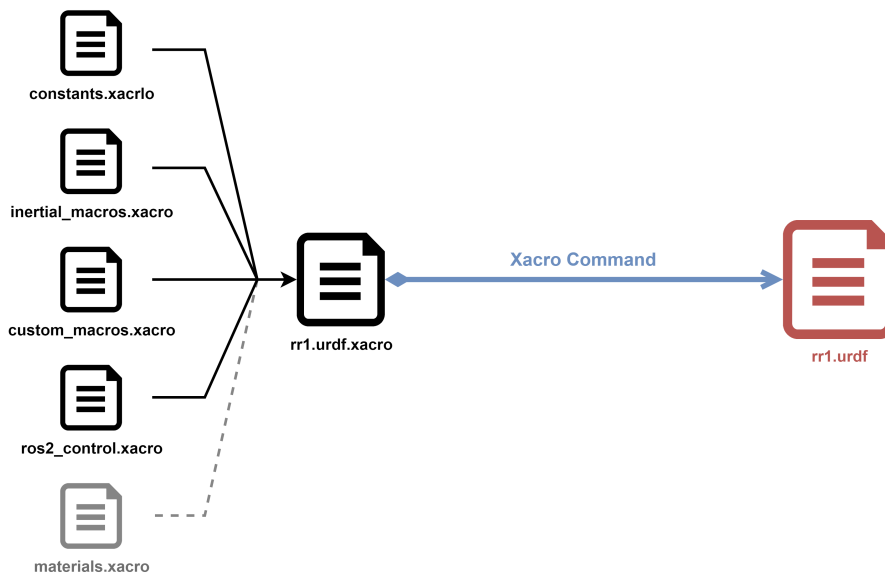 constants.xacrlo
inertial_macros.xacro
custom_macros.xacro
ros2_control.xacro
materials.xacro
rr1.urdf.xacro
Xacro Command
rr1.urdf